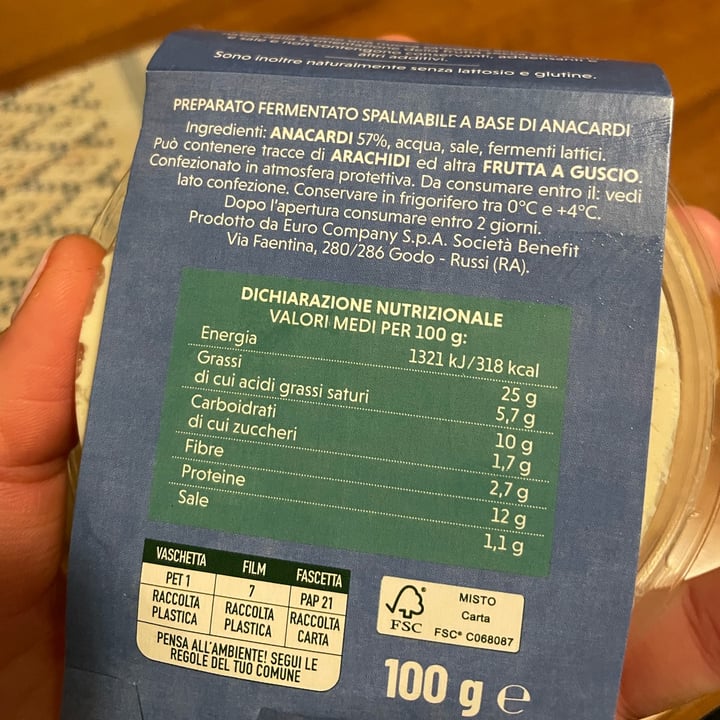 Sono inoltre naturalmente senza lattosio e glutine.
PREPARATO FERMENTATO SPALMABILE A BASE DI ANACARDI
Ingredienti: ANACARDI 57%, acqua, sale, fermenti lattici.
Può contenere tracce di ARACHIDI ed altra FRUTTA A GUSCIO.
Confezionato in atmosfera protettiva. Da consumare entro il: vedi
lato confezione. Conservare in frigorifero tra 0°C e +4°C.
Dopo l'apertura consumare entro 2 giorni.
Prodotto da Euro Company S.p.A. Società Benefit
Via Faentina, 280/286 Godo - Russi (RA).
DICHIARAZIONE NUTRIZIONALE
VALORI MEDI PER 100 g:
Energia 1321 kJ/318 kcal
Grassi 25 g
di cui acidi grassi saturi 5,7 g
Carboidrati 10 g
di cui zuccheri 1,7 g
Fibre 2,7 g
Proteine 12 g
Sale 1,1 g
VASCHETTA FILM FASCETTA
PET 1 7 PAP 21
RACCOLTA PLASTICA RACCOLTA PLASTICA RACCOLTA CARTA
PENSA ALL'AMBIENTE! SEGUI LE
REGOLE DEL TUO COMUNE
FSC
MISTO
Carta
FSC® C068087
100 g e